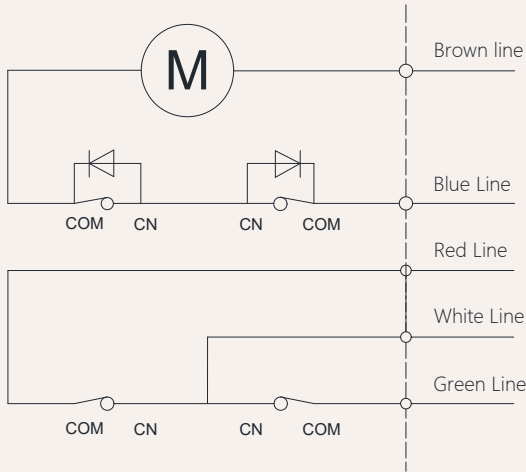 Brown line
M
Blue Line
COM CN CN COM
Red Line
White Line
Green Line
COM CN CN COM